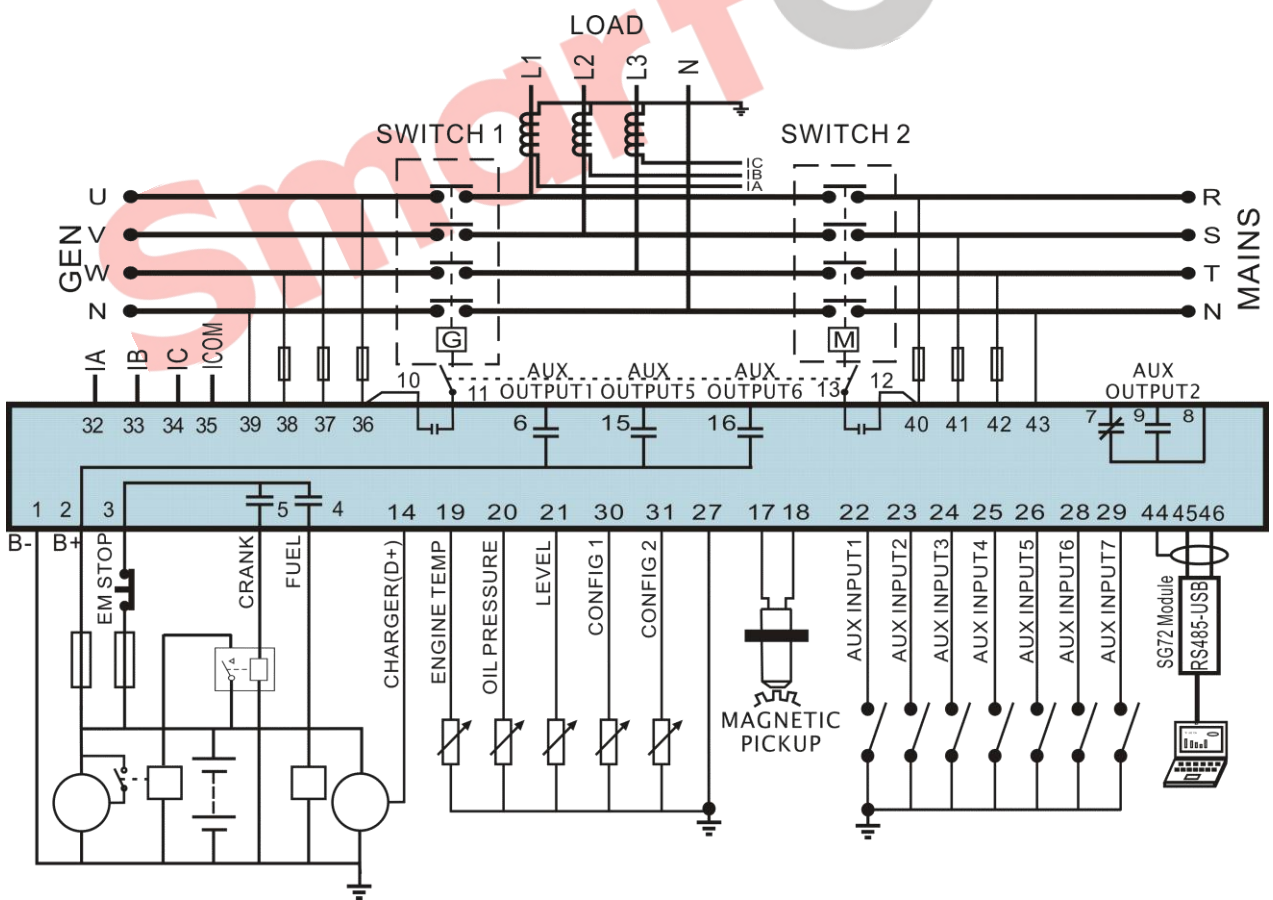 Smart
LOAD
L1
L2
L3
N
SWITCH 1
SWITCH 2
IC
IB
IA
GEN
U
V
W
N
R
S
T
N
MAINS
G
M
IA
IB
IC
ICOM
10
11
AUX OUTPUT1
AUX OUTPUT5
AUX OUTPUT6
13
12
AUX OUTPUT2
32 33 34 35 39 38 37 36
6 15 16
40 41 42 43
7 9 8
1 2 3 5 4 14 19 20 21 30 31 27 17 18 22 23 24 25 26 28 29 44 45 46
B-
B+
EM STOP
CRANK
FUEL
CHARGER(D+)
ENGINE TEMP
OIL PRESSURE
LEVEL
CONFIG 1
CONFIG 2
MAGNETIC
PICKUP
AUX INPUT1
AUX INPUT2
AUX INPUT3
AUX INPUT4
AUX INPUT5
AUX INPUT6
AUX INPUT7
SG72 Module
RS485-USB